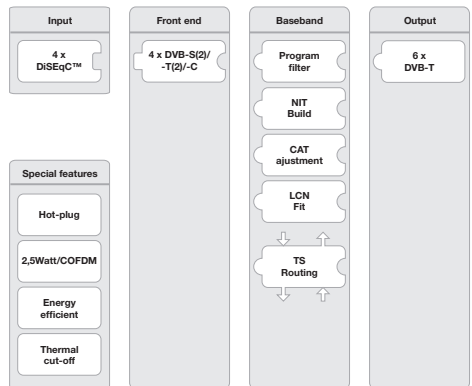 Input
4 x
DiSEqC™
Special features
Hot-plug
2,5Watt/COFDM
Energy
efficient
Thermal
cut-off
Front end
4 x DVB-S(2)/
-T(2)/-C
Baseband
Program
filter
NIT
Build
CAT
ajustment
LCN
Fit
TS
Routing
Output
6 x
DVB-T